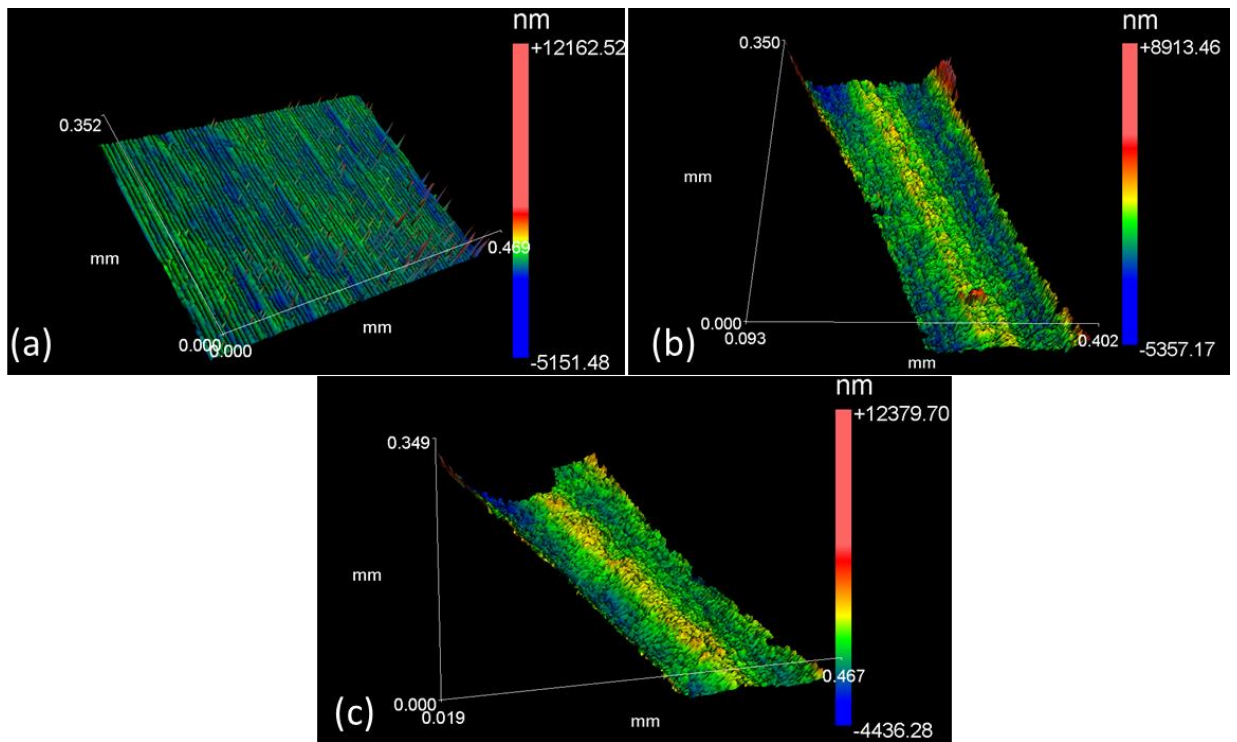 nm
+12162.52
0.352
mm
0.469
mm
0.000
0.000
-5151.48
(a)
nm
+8913.46
0.350
mm
0.000
0.093
0.402
mm
-5357.17
(b)
nm
+12379.70
0.349
mm
0.467
0.000
0.019
mm
-4436.28
(c)